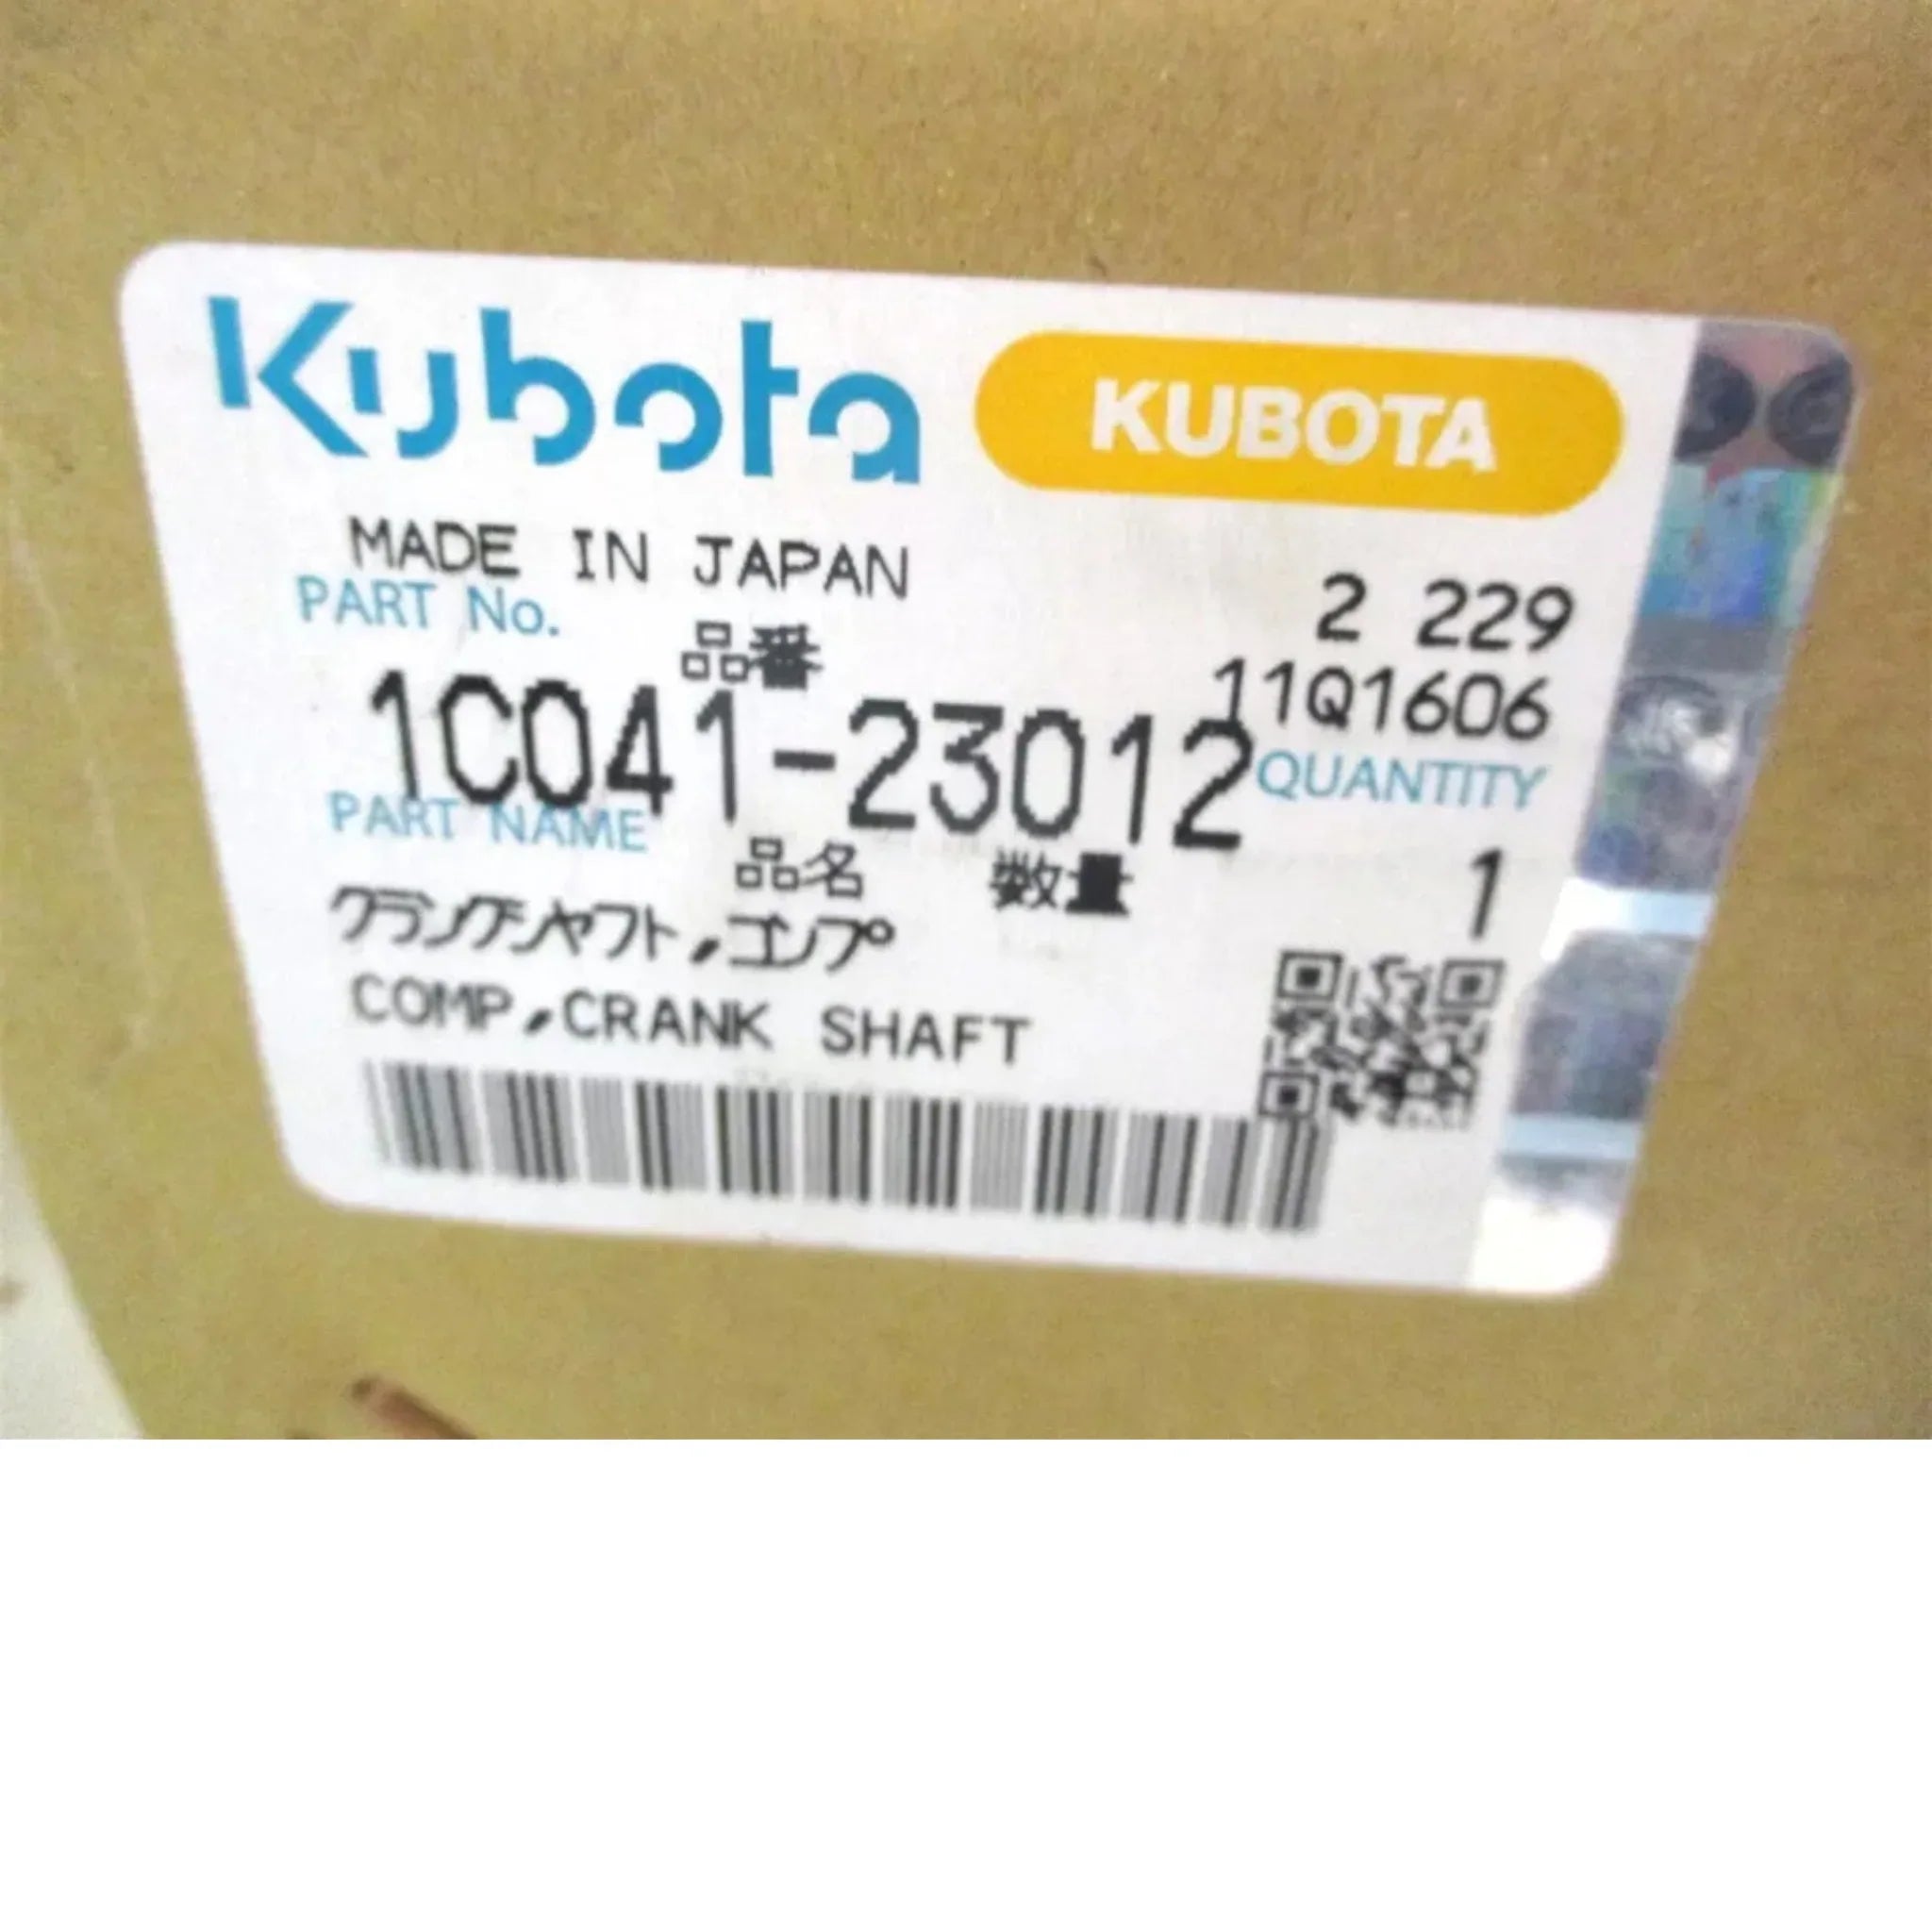 Kubota KUBOTA
MADE IN JAPAN
PART No.
2 229
品番
11Q1606
1C041-23012
QUANTITY
PART NAME
品名 数量
1
クランクシヤフト,コンプ
COMP,CRANK SHAFT